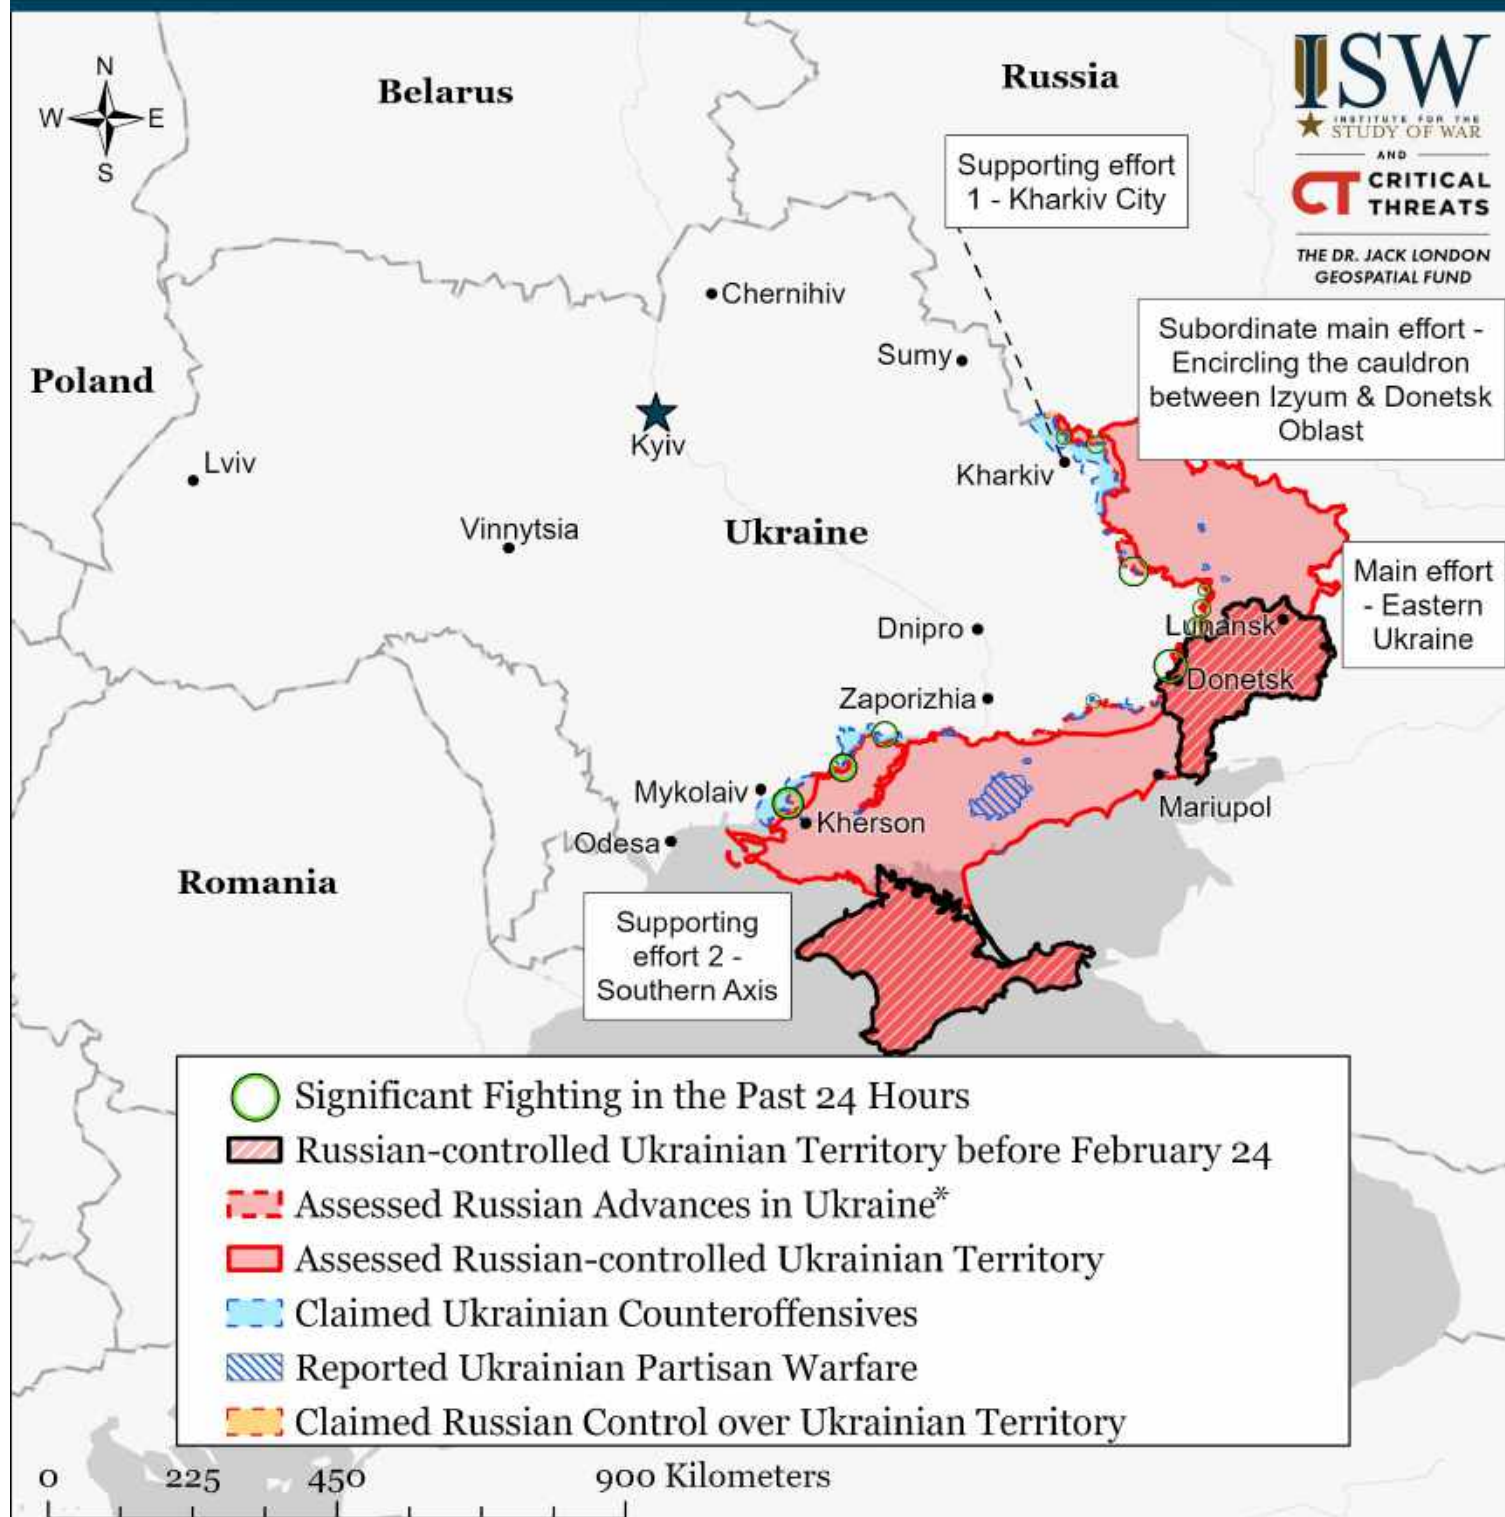 N
W
E
S
Belarus
Russia
ISW
INSTITUTE FOR THE
STUDY OF WAR
AND
CT CRITICAL
THREATS
THE DR. JACK LONDON
GEOSPATIAL FUND
Supporting effort
1 - Kharkiv City
Chernihiv
Subordinate main effort -
Encircling the cauldron
between Izyum & Donetsk
Oblast
Sumy
Poland
Kyiv
Lviv
Kharkiv
Vinnytsia
Ukraine
Main effort
- Eastern
Ukraine
Dnipro
Luhansk
Donetsk
Zaporizhia
Mykolaiv
Mariupol
Kherson
Odesa
Romania
Supporting
effort 2 -
Southern Axis
Significant Fighting in the Past 24 Hours
Russian-controlled Ukrainian Territory before February 24
Assessed Russian Advances in Ukraine*
Assessed Russian-controlled Ukrainian Territory
Claimed Ukrainian Counteroffensives
Reported Ukrainian Partisan Warfare
Claimed Russian Control over Ukrainian Territory
0 225 450 900 Kilometers